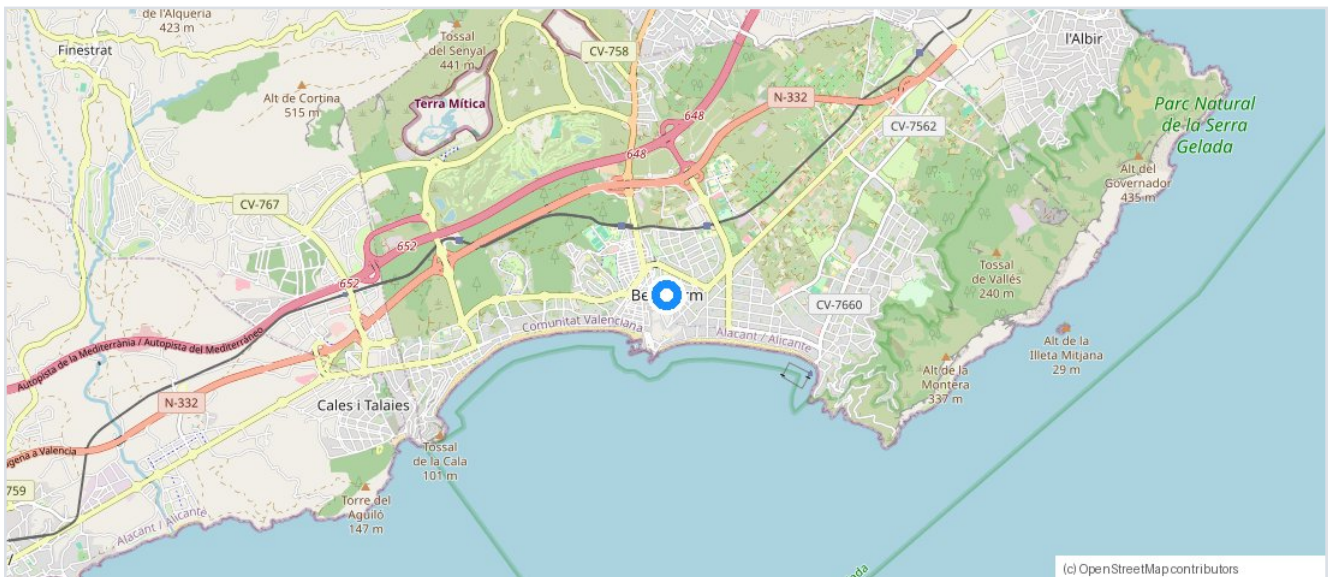 de l'Alqueria
423 m
Finestrat
Tossal
del Senyal
441 m
CV-758
l'Albir
Alt de Cortina
515 m
Terra Mítica
N-332
648
CV-7562
Parc Natural
de la Serra
Gelada
648
Alt del
Governador
435 m
CV-767
652
652
Tossal
de Vallés
240 m
CV-7660
Comunitat Valenciana
Alacant / Alicante
Autopista de la Mediterrània / Autopista del Mediterráneo
Alt de la
Illeta Mitjana
29 m
Alt de la
Montera
337 m
N-332
Cales i Talaies
a Valencia
Tossal
de la Cala
101 m
759
Torre del
Aguiló
147 m
Alacant / Alicante
(c) OpenStreetMap contributors